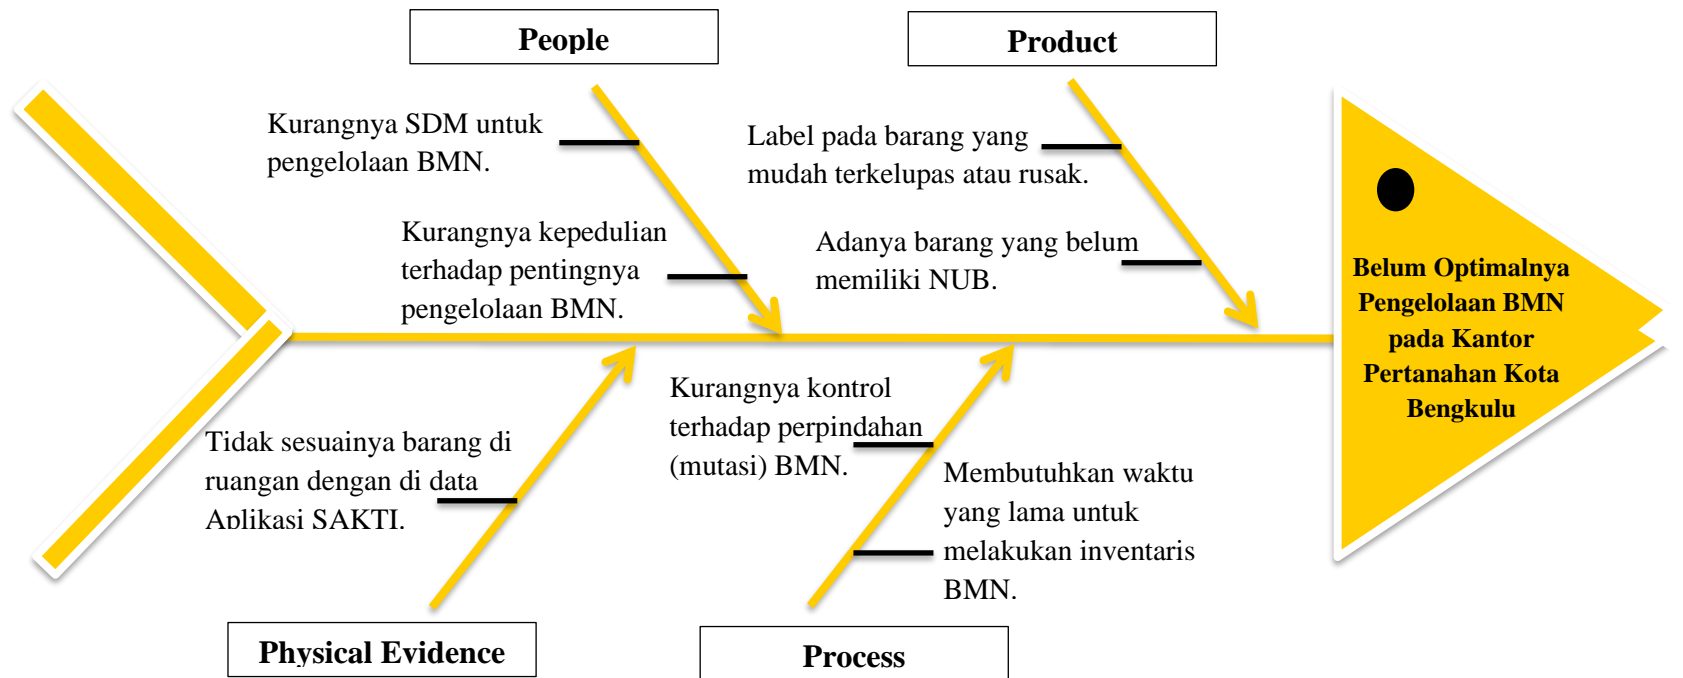 People
Product
Kurangnya SDM untuk
pengelolaan BMN.
Label pada barang yang
mudah terkelupas atau rusak.
Kurangnya kepedulian
terhadap pentingnya
pengelolaan BMN.
Adanya barang yang belum
memiliki NUB.
Belum Optimalnya
Pengelolaan BMN
pada Kantor
Pertanahan Kota
Bengkulu
Tidak sesuainya barang di
ruangan dengan di data
Aplikasi SAKTI.
Kurangnya kontrol
terhadap perpindahan
(mutasi) BMN.
Membutuhkan waktu
yang lama untuk
melakukan inventaris
BMN.
Physical Evidence
Process